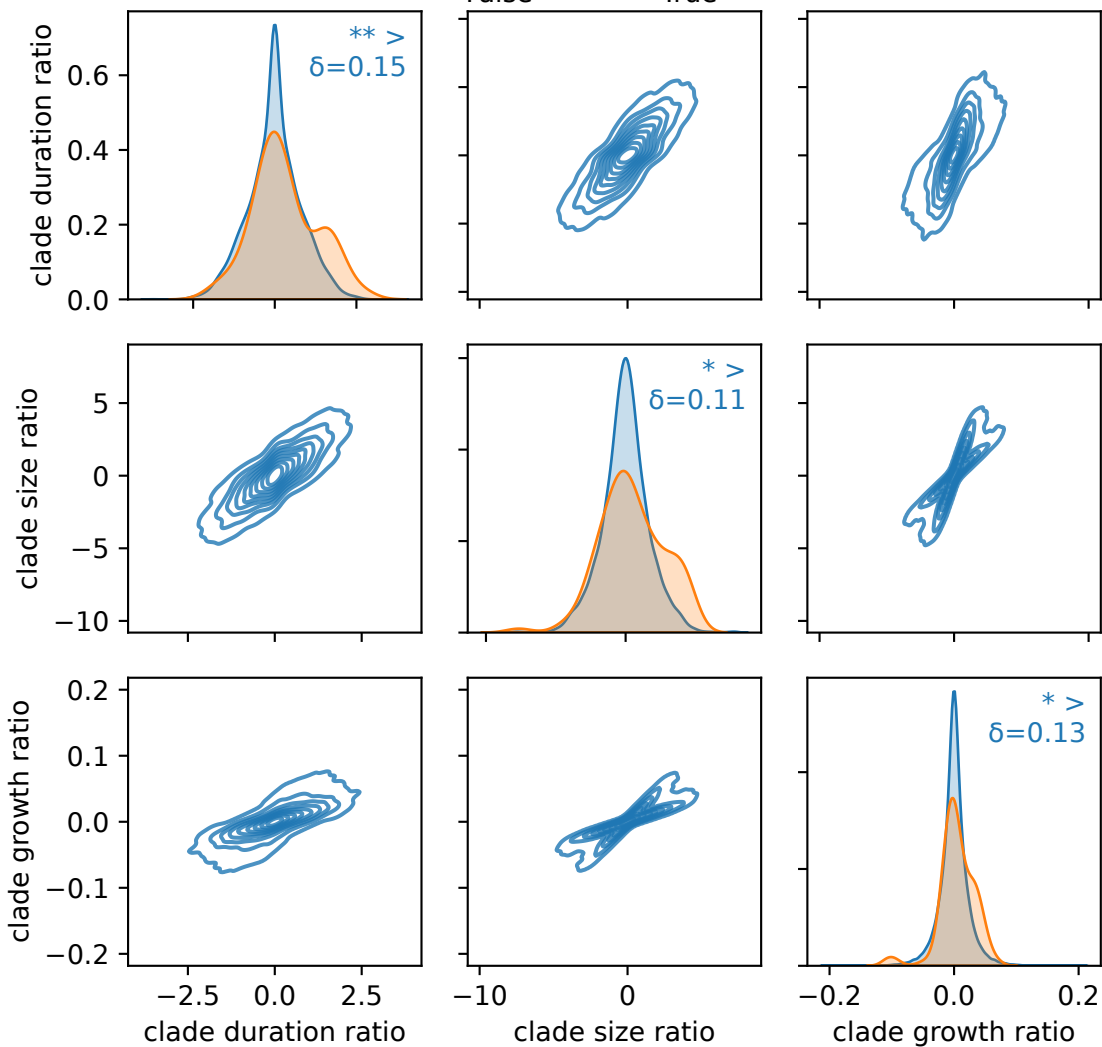 False True
clade duration ratio
0.6
0.4
0.2
0.0
** >
δ=0.15
clade size ratio
5
0
−5
−10
* >
δ=0.11
clade growth ratio
0.2
0.1
0.0
−0.1
−0.2
* >
δ=0.13
−2.5 0.0 2.5
−10 0
−0.2 0.0 0.2
clade duration ratio
clade size ratio
clade growth ratio